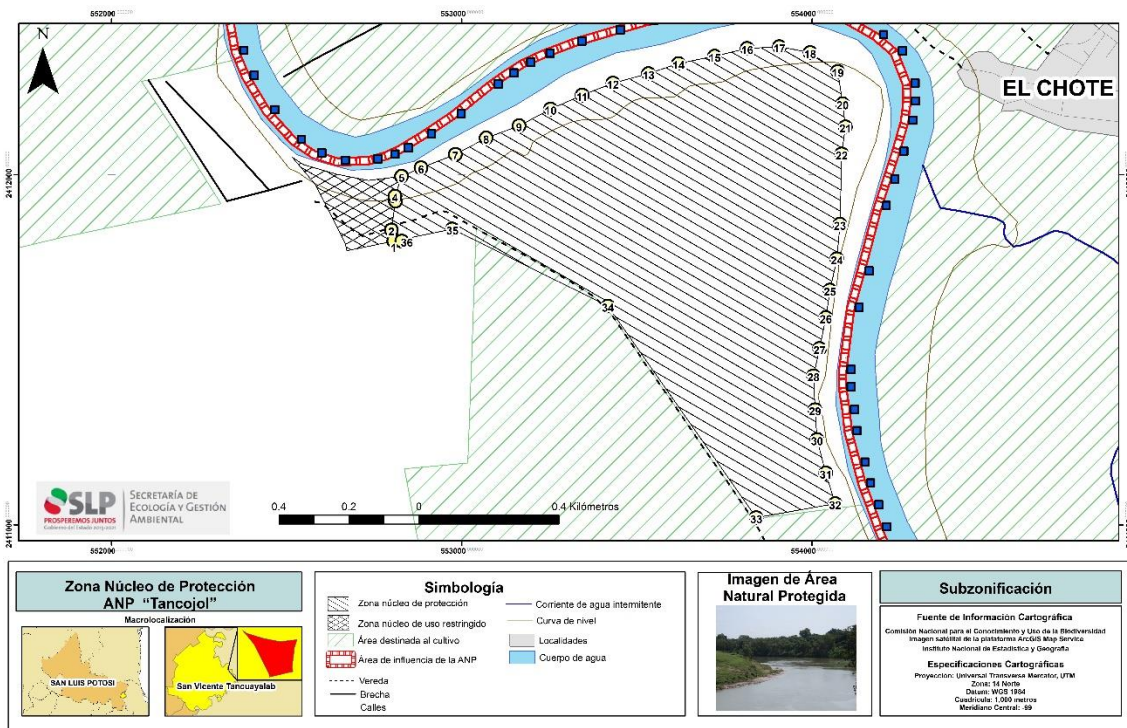 552000
553000
554000
N
EL CHOTE
17
16
18
15
14
19
13
12
20
11
10
21
9
8
22
7
6
5
4
23
2
35
36
24
25
34
26
27
28
29
30
31
32
33
2412000
2411000
SLP
PROSPEREMOS JUNTOS
SECRETARÍA DE
ECOLOGÍA Y GESTIÓN
AMBIENTAL
0.4 0 0.4 Kilómetros
552000
553000
554000
Zona Núcleo de Protección
ANP “Tancojol”
Macrolocalización
SAN LUIS POTOSI
San Vicente Tancuayalab
Simbología
Zona núcleo de protección
Zona núcleo de uso restringido
Área destinada al cultivo
Área de influencia de la ANP
Vereda
Brecha
Calles
Corriente de agua intermitente
Curva de nivel
Localidades
Cuerpo de agua
Imagen de Área
Natural Protegida
Subzonificación
Fuente de Información Cartográfica
Comisión Nacional para el Conocimiento y Uso de la Biodiversidad
Imagen satelital de la plataforma ArcGIS Map Service
Instituto Nacional de Estadística y Geografía
Especificaciones Cartográficas
Proyección: Universal Transversa Mercator, UTM
Zona: 14 Norte
Datum: WGS 1984
Cuadrícula: 1,000 metros
Meridiano Central: -99